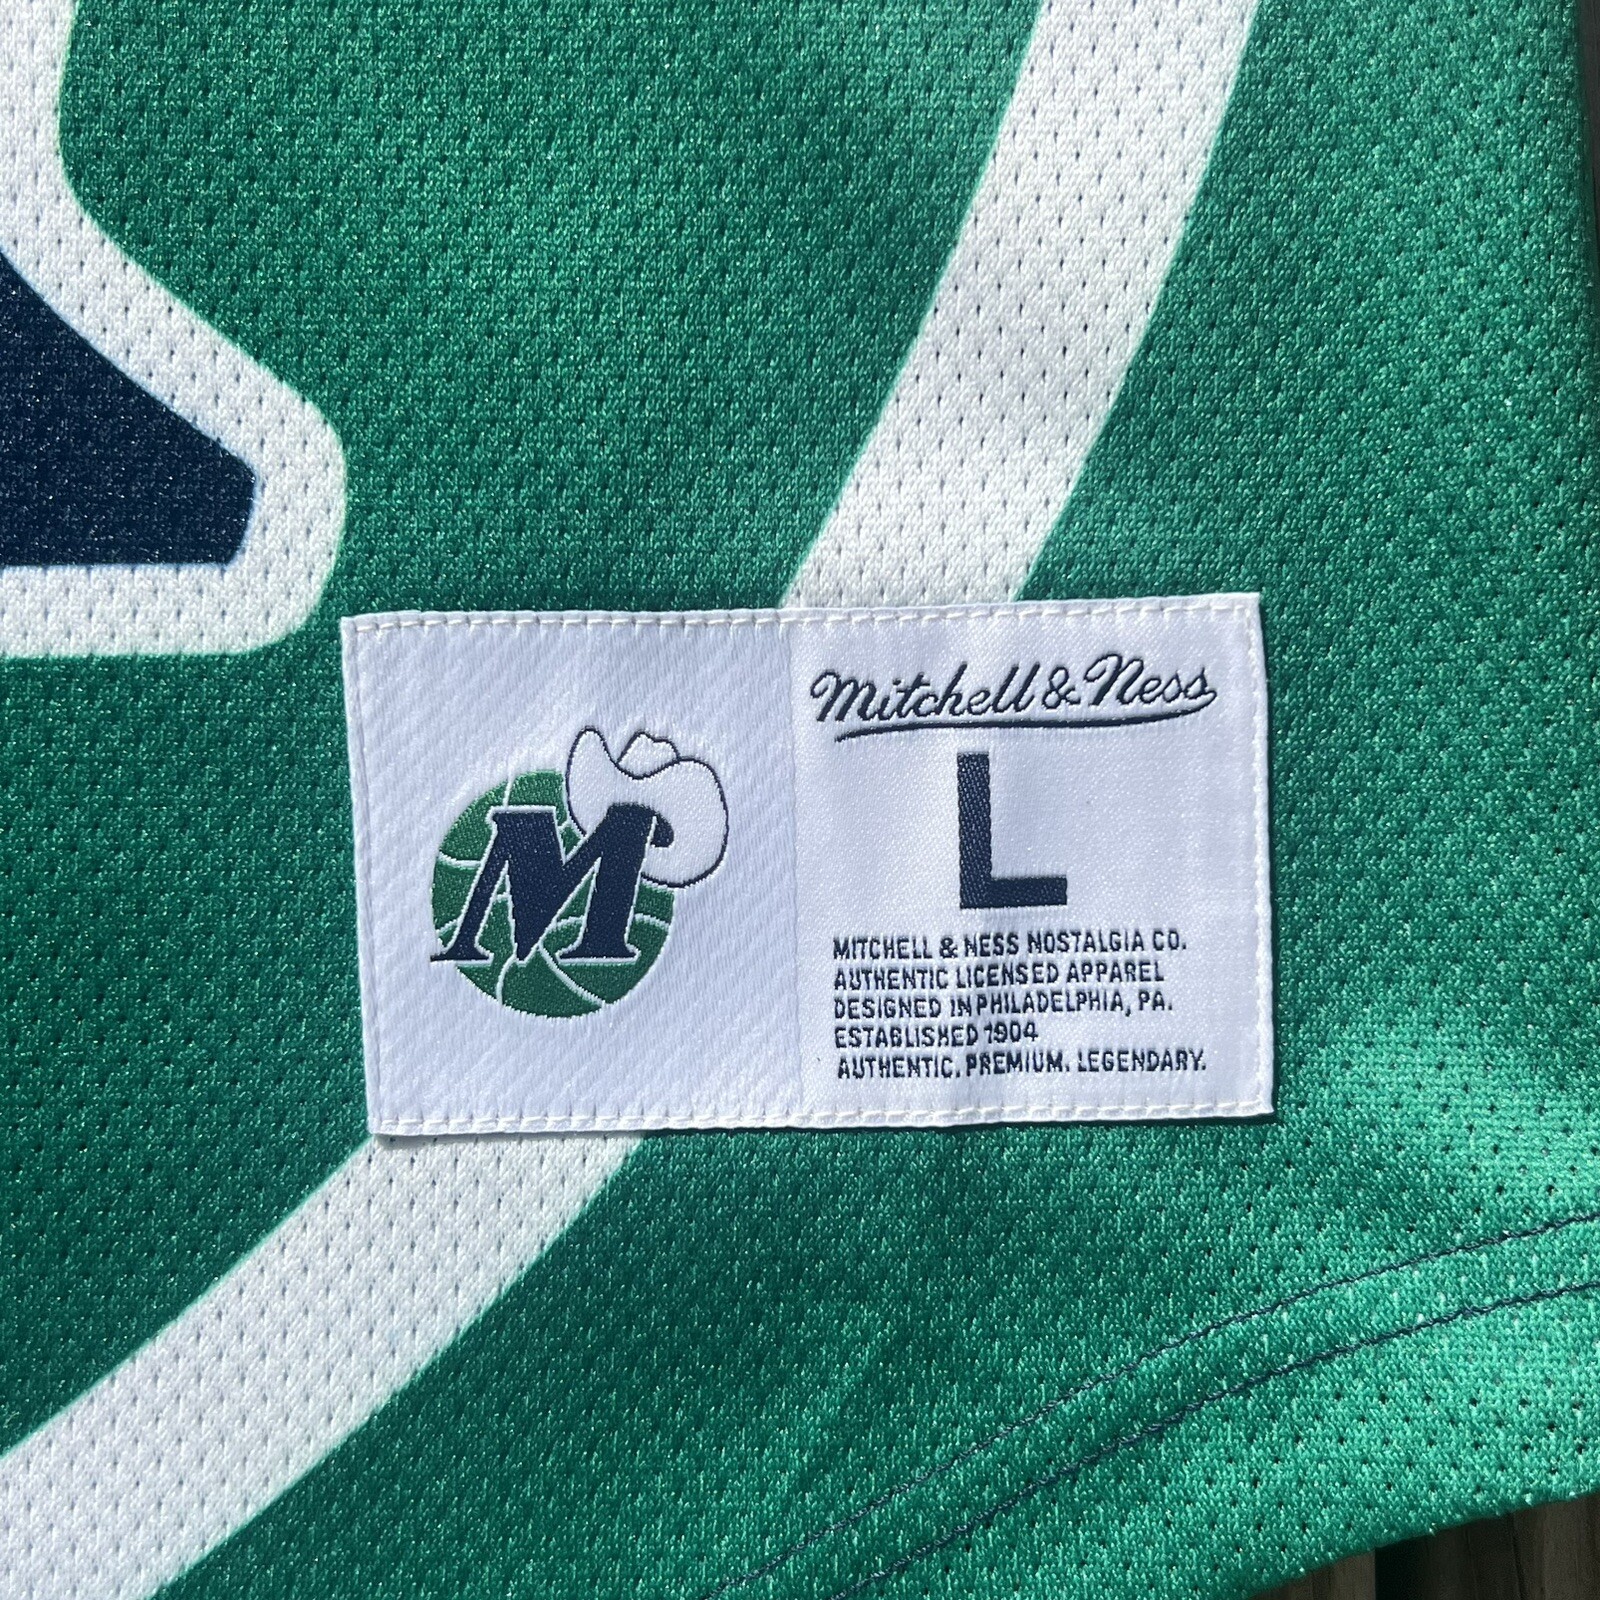 M
Mitchell & Ness
L
MITCHELL & NESS NOSTALGIA CO.
AUTHENTIC LICENSED APPAREL
DESIGNED IN PHILADELPHIA, PA.
ESTABLISHED 1904
AUTHENTIC. PREMIUM. LEGENDARY.